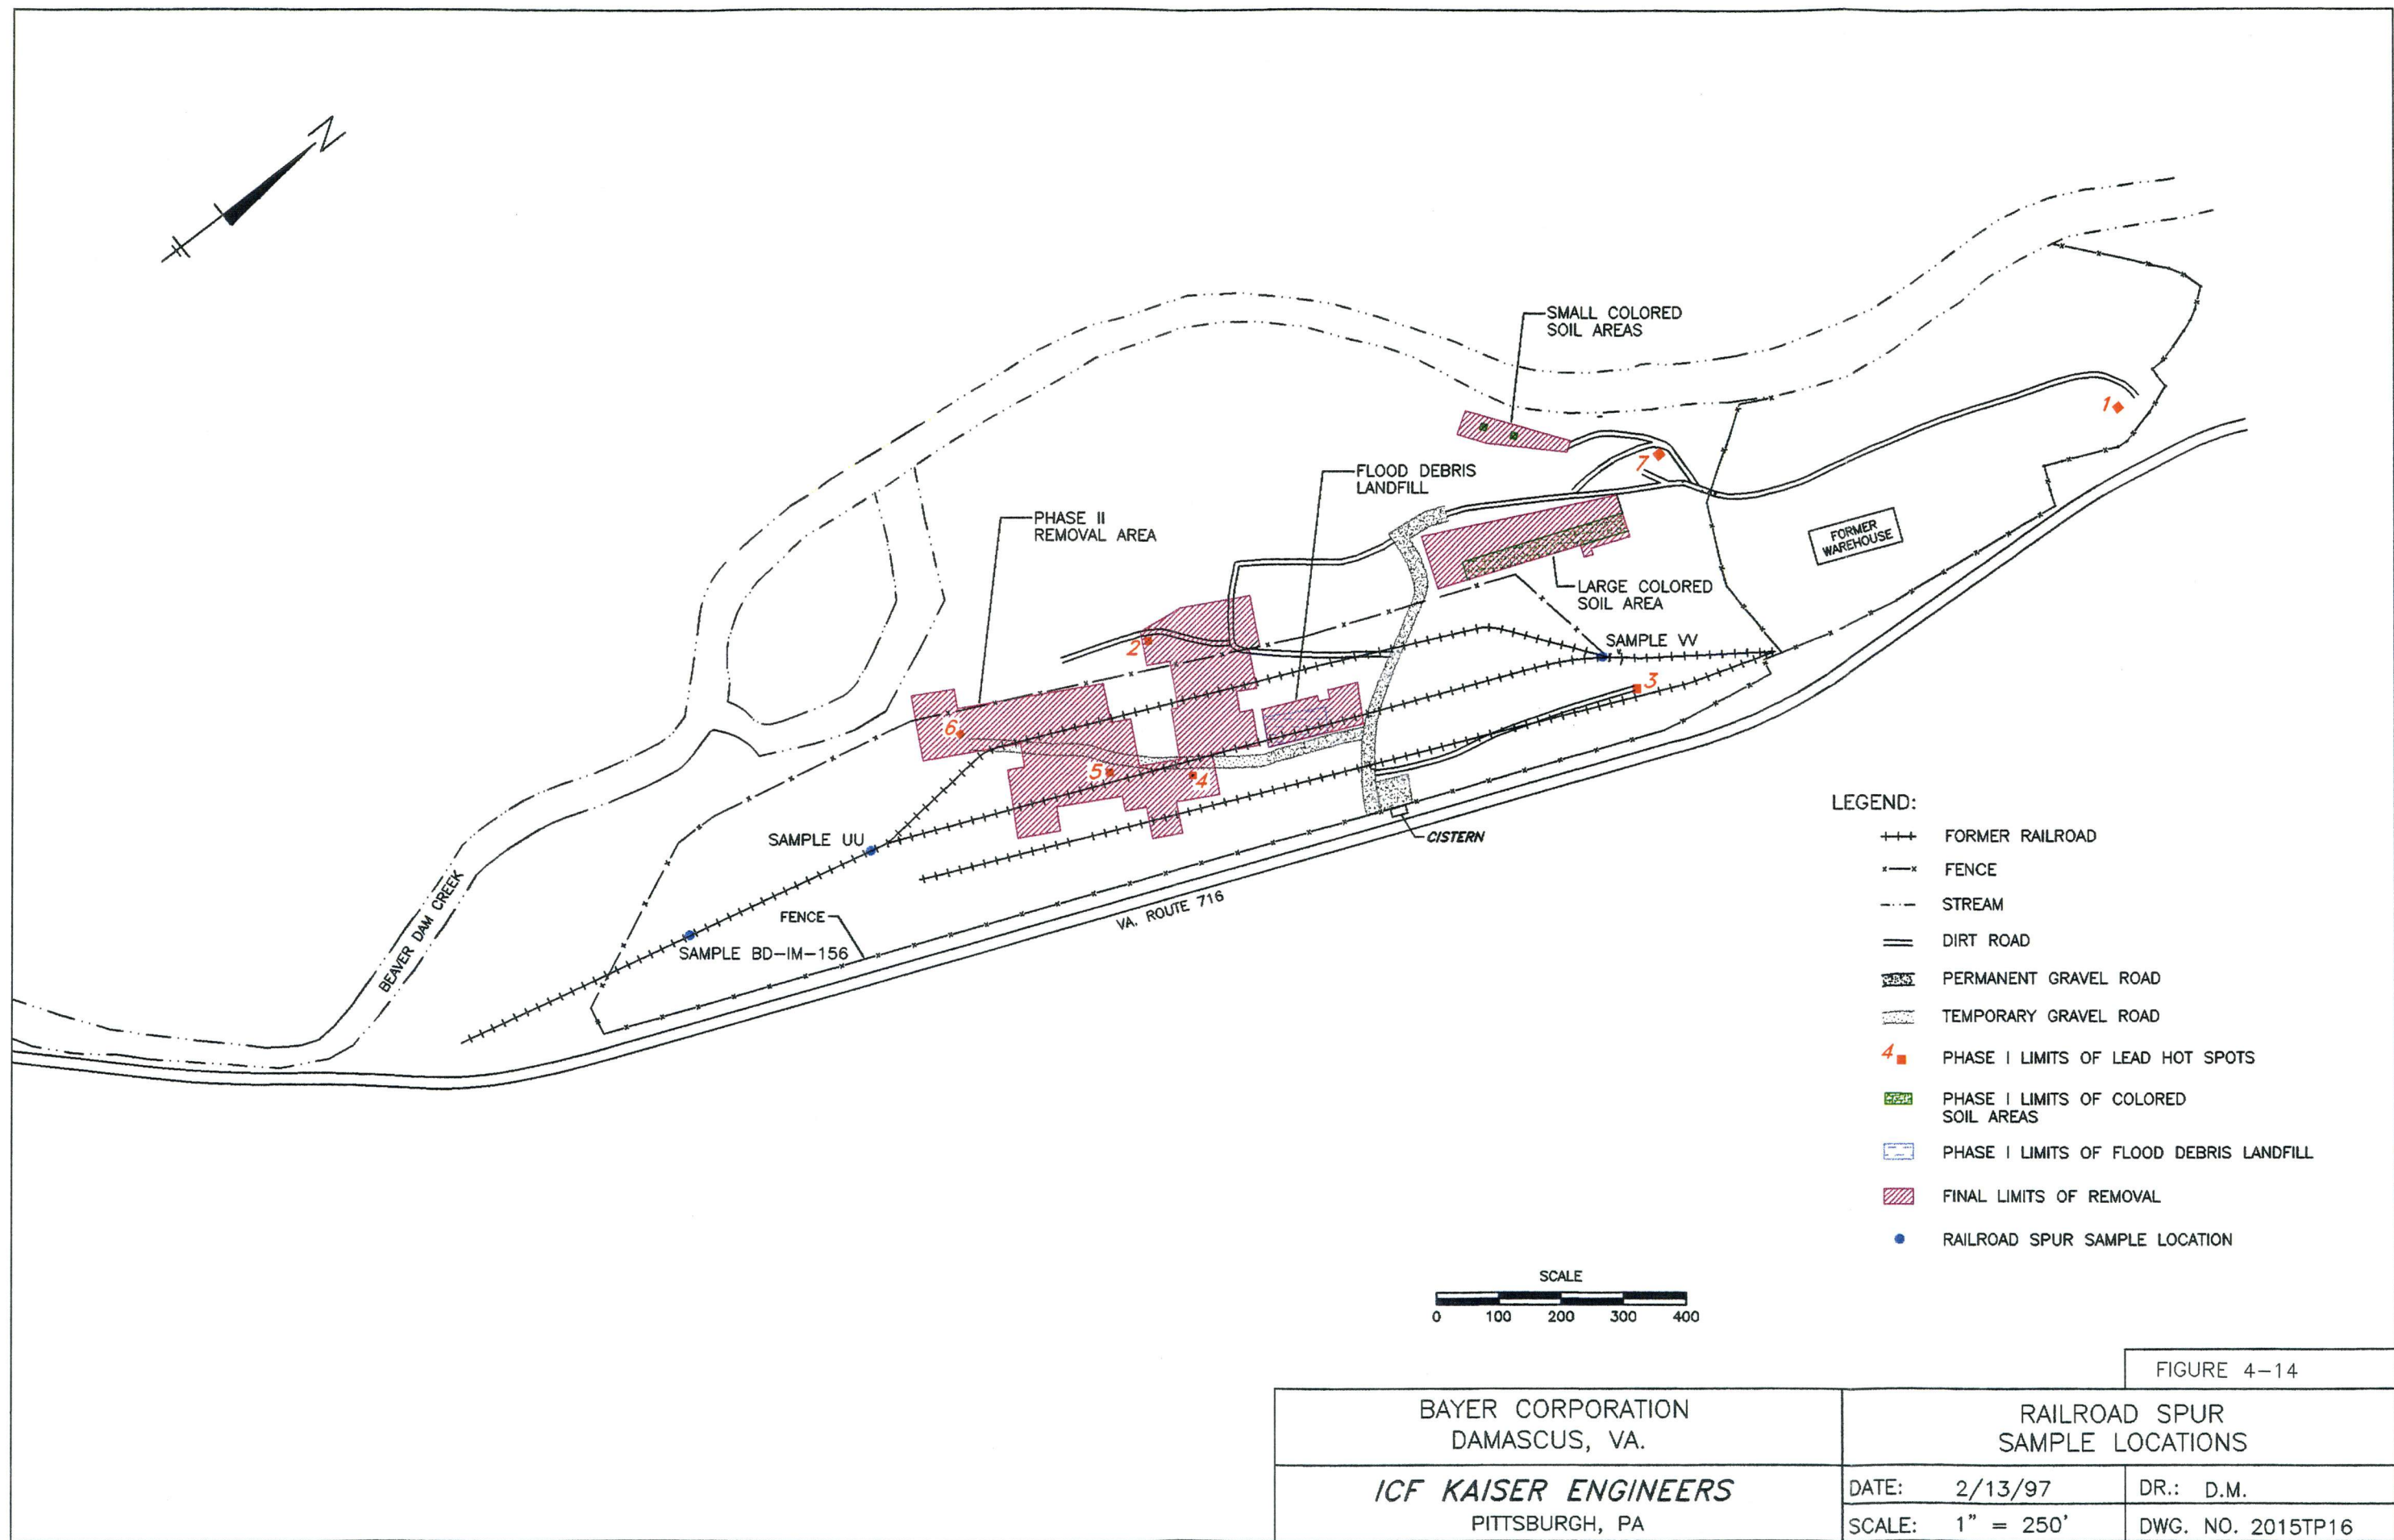 N
SMALL COLORED
SOIL AREAS
1
7
FLOOD DEBRIS
LANDFILL
PHASE II
REMOVAL AREA
FORMER
WAREHOUSE
LARGE COLORED
SOIL AREA
2
SAMPLE VV
3
6
5
4
SAMPLE UU
CISTERN
FENCE
VA. ROUTE 716
SAMPLE BD-IM-156
BEAVER DAM CREEK
LEGEND:
FORMER RAILROAD
FENCE
STREAM
DIRT ROAD
PERMANENT GRAVEL ROAD
TEMPORARY GRAVEL ROAD
4 PHASE I LIMITS OF LEAD HOT SPOTS
PHASE I LIMITS OF COLORED
SOIL AREAS
PHASE I LIMITS OF FLOOD DEBRIS LANDFILL
FINAL LIMITS OF REMOVAL
RAILROAD SPUR SAMPLE LOCATION
SCALE
0 100 200 300 400
FIGURE 4-14
BAYER CORPORATION
DAMASCUS, VA.
RAILROAD SPUR
SAMPLE LOCATIONS
ICF KAISER ENGINEERS
PITTSBURGH, PA
DATE: 2/13/97
DR.: D.M.
SCALE: 1" = 250'
DWG. NO. 2015TP16